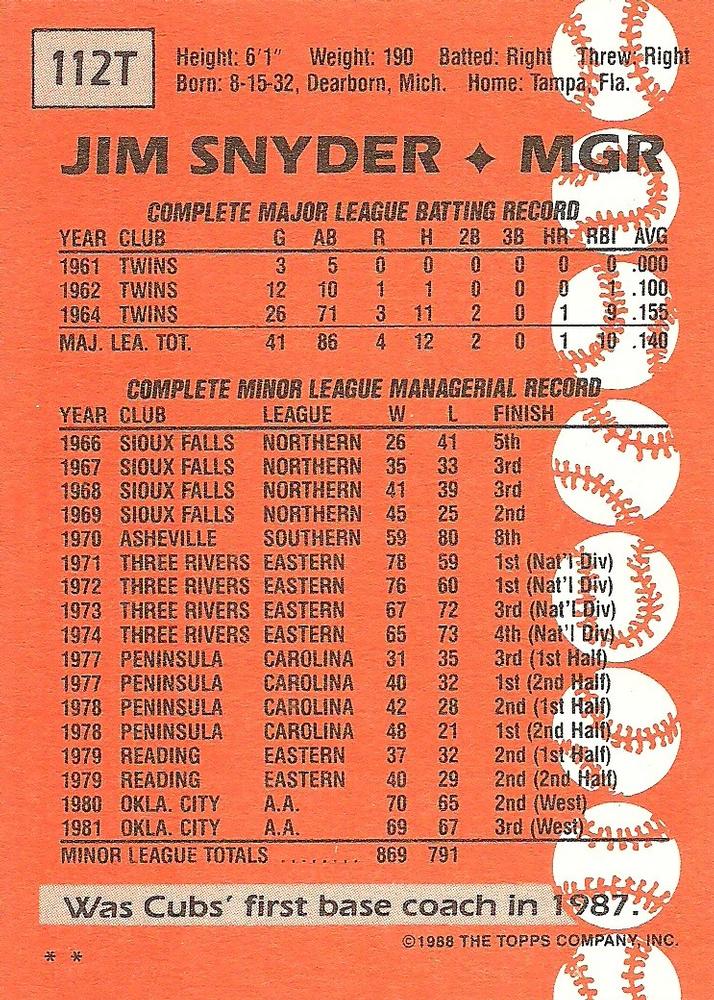 112T
Height: 6'1" Weight: 190 Batted: Right Threw: Right
Born: 8-15-32, Dearborn, Mich. Home: Tampa, Fla.
JIM SNYDER ✦ MGR
COMPLETE MAJOR LEAGUE BATTING RECORD
YEAR CLUB G AB R H 2B 3B HR RBI AVG
1961 TWINS 3 5 0 0 0 0 0 0 .000
1962 TWINS 12 10 1 1 0 0 0 1 .100
1964 TWINS 26 71 3 11 2 0 1 9 .155
MAJ. LEA. TOT. 41 86 4 12 2 0 1 10 .140
COMPLETE MINOR LEAGUE MANAGERIAL RECORD
YEAR CLUB LEAGUE W L FINISH
1966 SIOUX FALLS NORTHERN 26 41 5th
1967 SIOUX FALLS NORTHERN 35 33 3rd
1968 SIOUX FALLS NORTHERN 41 39 3rd
1969 SIOUX FALLS NORTHERN 45 25 2nd
1970 ASHEVILLE SOUTHERN 59 80 8th
1971 THREE RIVERS EASTERN 78 59 1st (Nat'l Div)
1972 THREE RIVERS EASTERN 76 60 1st (Nat'l Div)
1973 THREE RIVERS EASTERN 67 72 3rd (Nat'l Div)
1974 THREE RIVERS EASTERN 65 73 4th (Nat'l Div)
1977 PENINSULA CAROLINA 31 35 3rd (1st Half)
1977 PENINSULA CAROLINA 40 32 1st (2nd Half)
1978 PENINSULA CAROLINA 42 28 2nd (1st Half)
1978 PENINSULA CAROLINA 48 21 1st (2nd Half)
1979 READING EASTERN 37 32 2nd (1st Half)
1979 READING EASTERN 40 29 2nd (2nd Half)
1980 OKLA. CITY A.A. 70 65 2nd (West)
1981 OKLA. CITY A.A. 69 67 3rd (West)
MINOR LEAGUE TOTALS ........ 869 791
Was Cubs' first base coach in 1987.
©1988 THE TOPPS COMPANY, INC.
* *